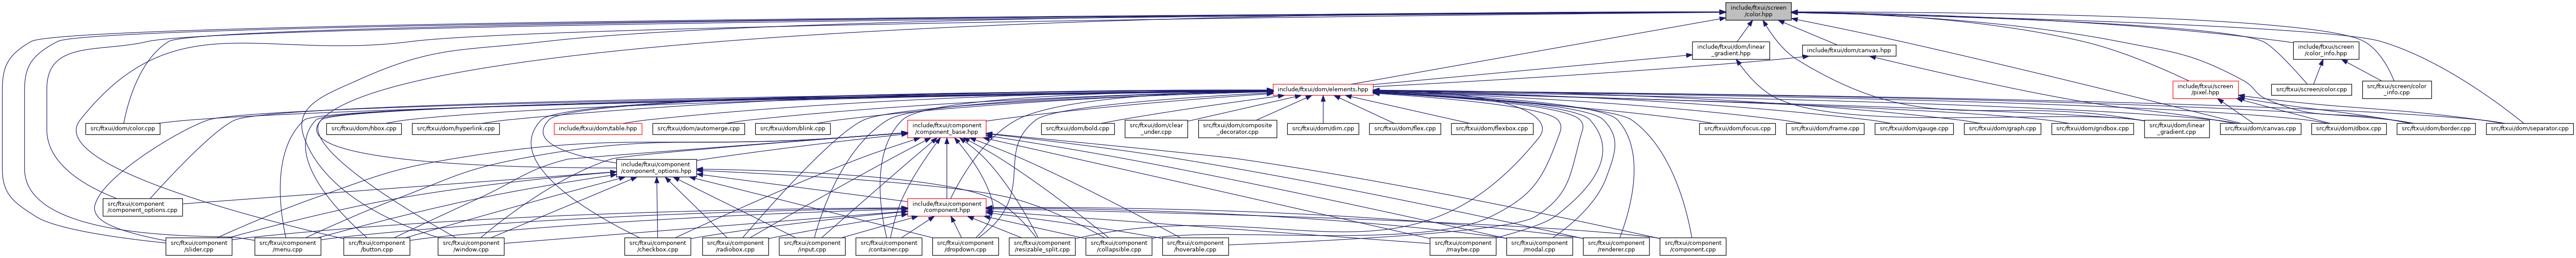 include/ftxui/screen
/color.hpp
include/ftxui/dom/linear
_gradient.hpp
include/ftxui/dom/canvas.hpp
include/ftxui/screen
/color_info.hpp
include/ftxui/dom/elements.hpp
include/ftxui/screen
/pixel.hpp
src/ftxui/screen/color.cpp
src/ftxui/screen/color
_info.cpp
src/ftxui/dom/color.cpp
src/ftxui/dom/hbox.cpp
src/ftxui/dom/hyperlink.cpp
include/ftxui/dom/table.hpp
src/ftxui/dom/automerge.cpp
src/ftxui/dom/blink.cpp
include/ftxui/component
/component_base.hpp
src/ftxui/dom/bold.cpp
src/ftxui/dom/clear
_under.cpp
src/ftxui/dom/composite
_decorator.cpp
src/ftxui/dom/dim.cpp
src/ftxui/dom/flex.cpp
src/ftxui/dom/flexbox.cpp
src/ftxui/dom/focus.cpp
src/ftxui/dom/frame.cpp
src/ftxui/dom/gauge.cpp
src/ftxui/dom/graph.cpp
src/ftxui/dom/gridbox.cpp
src/ftxui/dom/linear
_gradient.cpp
src/ftxui/dom/canvas.cpp
src/ftxui/dom/dbox.cpp
src/ftxui/dom/border.cpp
src/ftxui/dom/separator.cpp
include/ftxui/component
/component_options.hpp
src/ftxui/component
/component_options.cpp
include/ftxui/component
/component.hpp
src/ftxui/component
/slider.cpp
src/ftxui/component
/menu.cpp
src/ftxui/component
/button.cpp
src/ftxui/component
/window.cpp
src/ftxui/component
/checkbox.cpp
src/ftxui/component
/radiobox.cpp
src/ftxui/component
/input.cpp
src/ftxui/component
/container.cpp
src/ftxui/component
/dropdown.cpp
src/ftxui/component
/resizable_split.cpp
src/ftxui/component
/collapsible.cpp
src/ftxui/component
/hoverable.cpp
src/ftxui/component
/maybe.cpp
src/ftxui/component
/modal.cpp
src/ftxui/component
/renderer.cpp
src/ftxui/component
/component.cpp